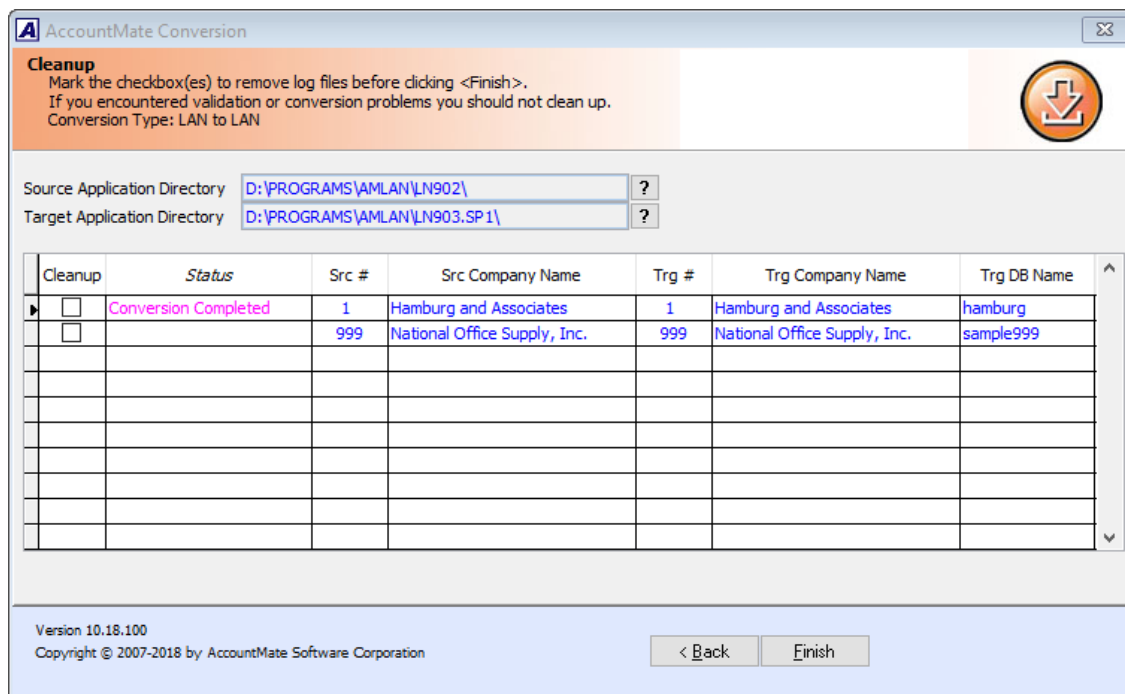 AccountMate Conversion
Cleanup
Mark the checkbox(es) to remove log files before clicking <Finish>.
If you encountered validation or conversion problems you should not clean up.
Conversion Type: LAN to LAN
Source Application Directory D:\PROGRAMS\AMLAN\LN902\ ?
Target Application Directory D:\PROGRAMS\AMLAN\LN903.SP1\ ?
Cleanup Status Src # Src Company Name Trg # Trg Company Name Trg DB Name
Conversion Completed 1 Hamburg and Associates 1 Hamburg and Associates hamburg
999 National Office Supply, Inc. 999 National Office Supply, Inc. sample999
Version 10.18.100
Copyright © 2007-2018 by AccountMate Software Corporation
< Back Finish